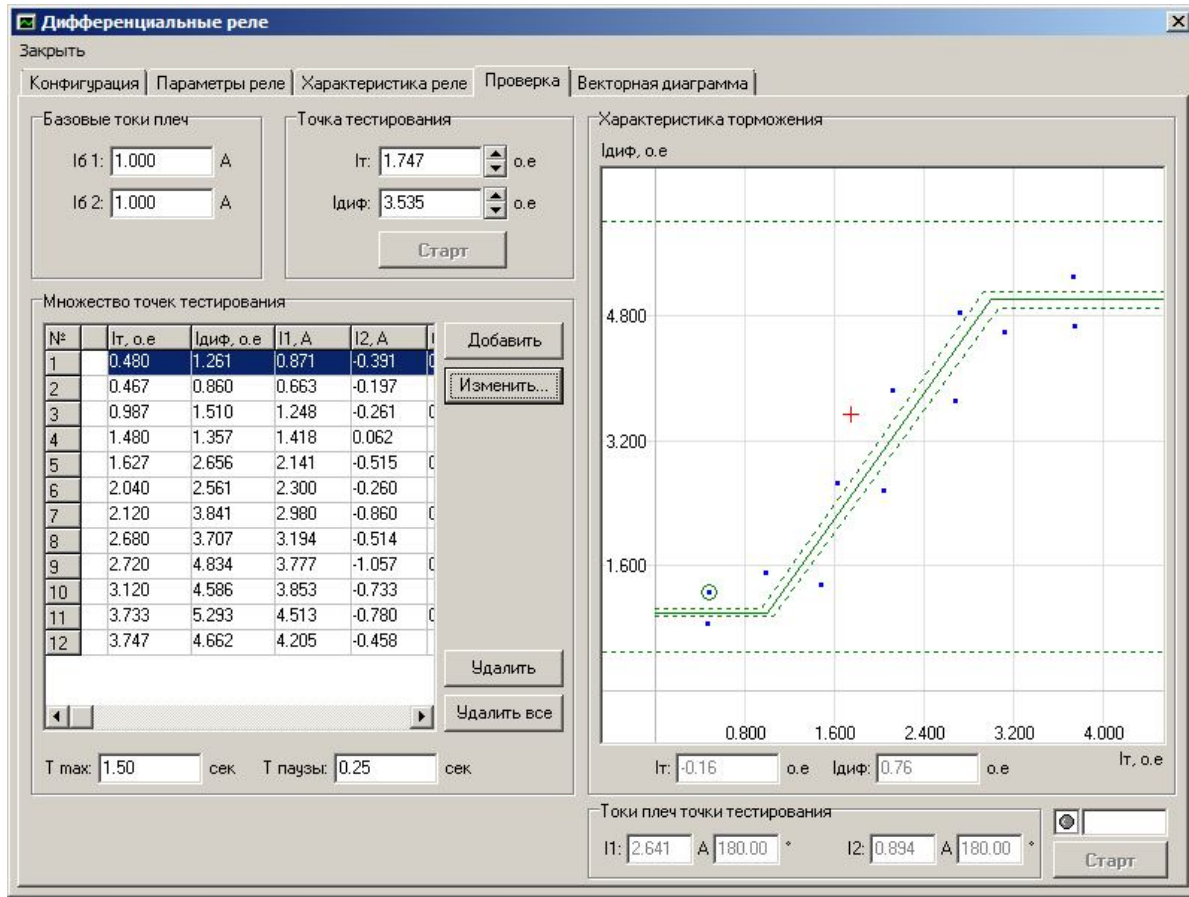 Дифференциальные реле
Закрыть
Конфигурация Параметры реле Характеристика реле Проверка Векторная диаграмма
Базовые токи плеч
Iб 1: 1.000 А
Iб 2: 1.000 А
Точка тестирования
Iт: 1.747 о.е
Iдиф: 3.535 о.е
Старт
Множество точек тестирования
№ Iт, о.е Iдиф, о.е I1, А I2, А
1 0.480 1.261 0.871 -0.391
2 0.467 0.860 0.663 -0.197
3 0.987 1.510 1.248 -0.261
4 1.480 1.357 1.418 0.062
5 1.627 2.656 2.141 -0.515
6 2.040 2.561 2.300 -0.260
7 2.120 3.841 2.980 -0.860
8 2.680 3.707 3.194 -0.514
9 2.720 4.834 3.777 -1.057
10 3.120 4.586 3.853 -0.733
11 3.733 5.293 4.513 -0.780
12 3.747 4.662 4.205 -0.458
Добавить
Изменить...
Удалить
Удалить все
T max: 1.50 сек T паузы: 0.25 сек
Характеристика торможения
Iдиф, о.е
4.800
3.200
1.600
0.800 1.600 2.400 3.200 4.000
Iт, о.е
Iт: -0.16 о.е Iдиф: 0.76 о.е
Токи плеч точки тестирования
I1: 2.641 А 180.00 ° I2: 0.894 А 180.00 °
Старт